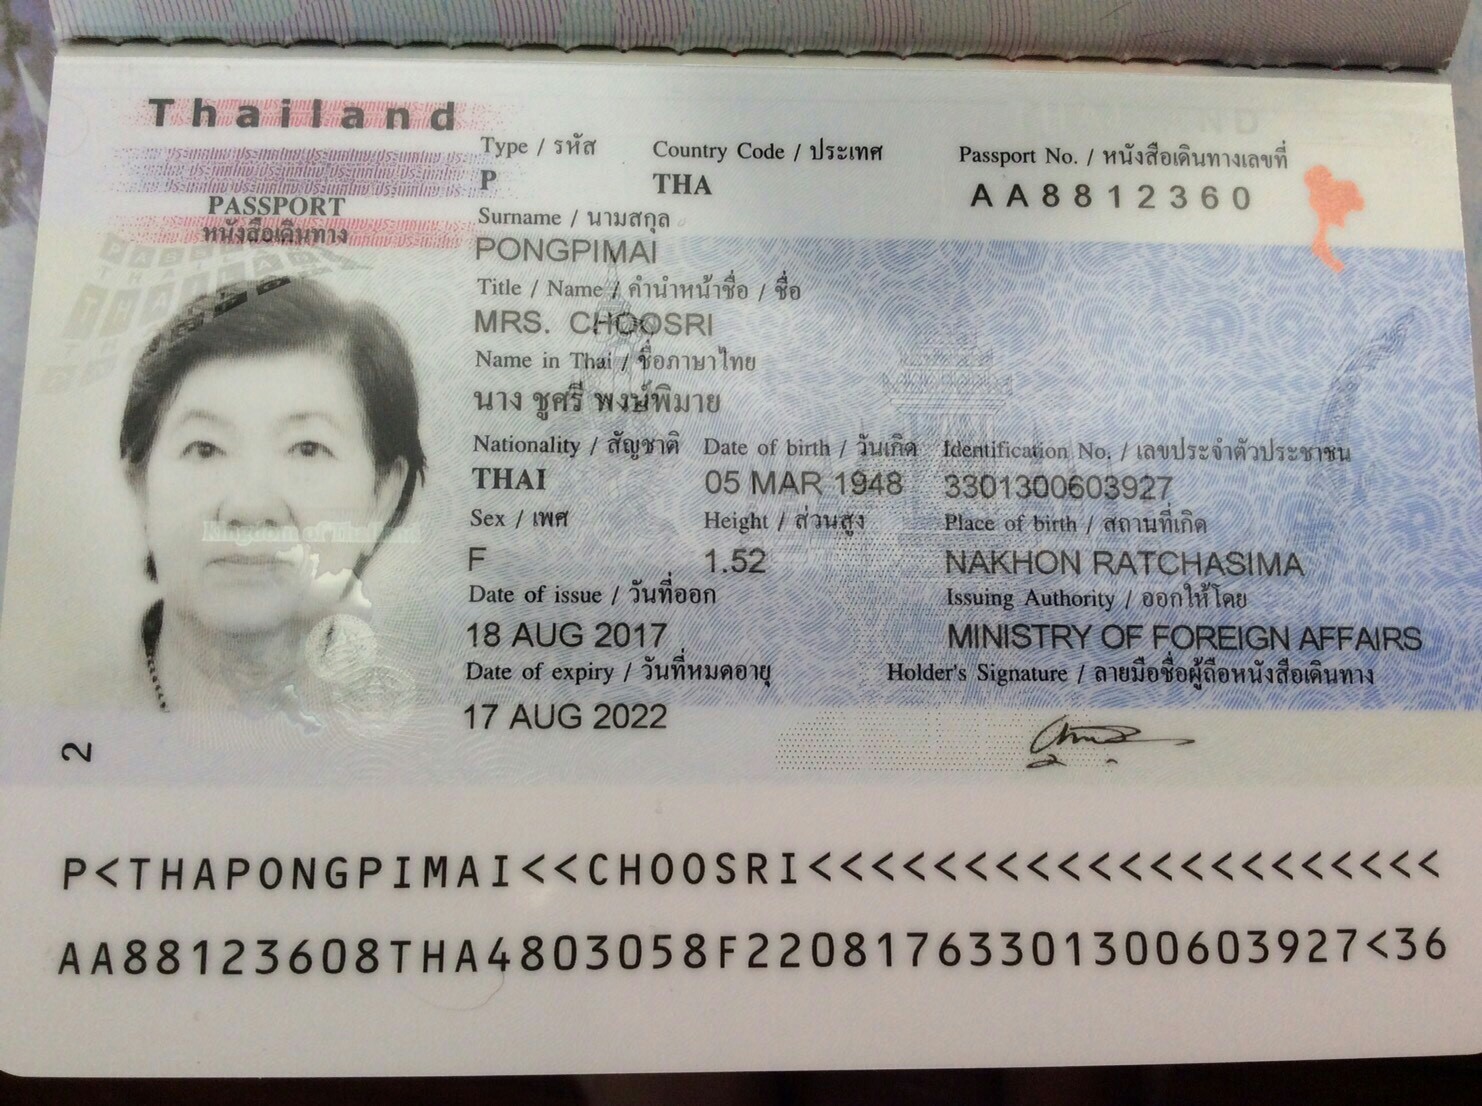 Thailand
Type / รหัส
Country Code / ประเทศ
Passport No. / หนังสือเดินทางเลขที่
P
THA
AA8812360
PASSPORT
หนังสือเดินทาง
Surname / นามสกุล
PONGPIMAI
Title / Name / คำนำหน้าชื่อ / ชื่อ
MRS. CHOOSRI
Name in Thai / ชื่อภาษาไทย
นาง ชูศรี พงษ์พิมาย
Nationality / สัญชาติ
Date of birth / วันเกิด
Identification No. / เลขประจำตัวประชาชน
THAI
05 MAR 1948
3301300603927
Sex / เพศ
Height / ส่วนสูง
Place of birth / สถานที่เกิด
F
1.52
NAKHON RATCHASIMA
Kingdom of Thailand
Date of issue / วันที่ออก
Issuing Authority / ออกให้โดย
18 AUG 2017
MINISTRY OF FOREIGN AFFAIRS
Date of expiry / วันที่หมดอายุ
Holder's Signature / ลายมือชื่อผู้ถือหนังสือเดินทาง
17 AUG 2022
2
P<THAPONGPIMAI<<CHOOSRI<<<<<<<<<<<<<<<<<<<<<
AA88123608THA4803058F22081763301300603927<36